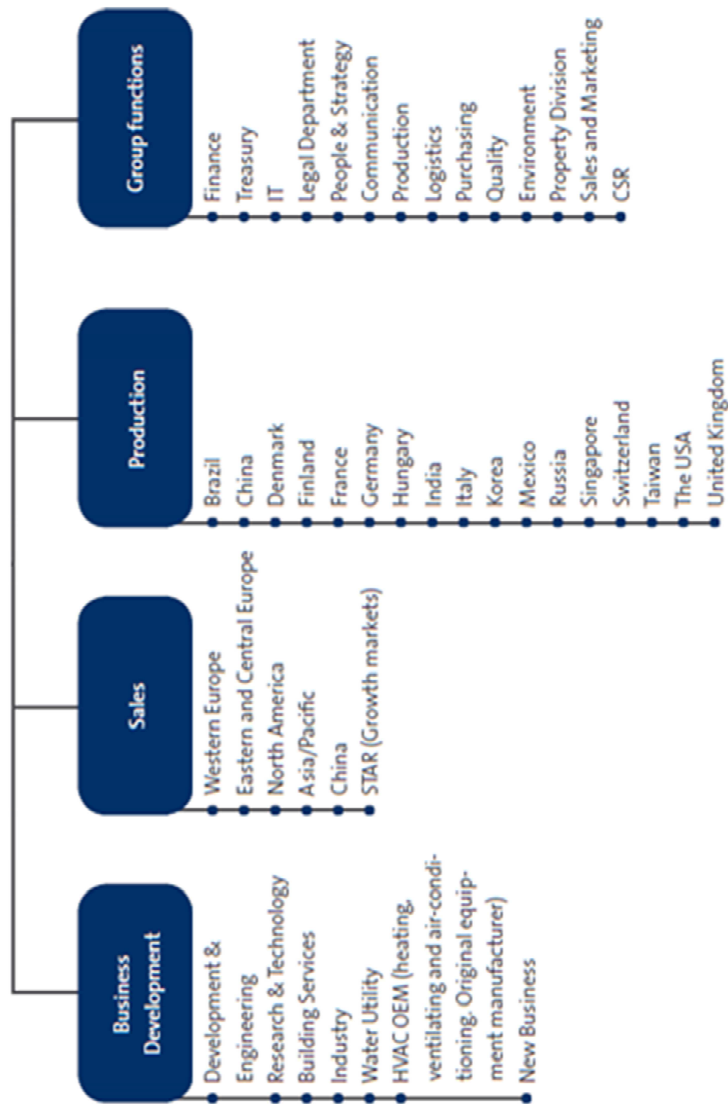 Business
Development
Development &
Engineering
Research & Technology
Building Services
Industry
Water Utility
HVAC OEM (heating,
ventilating and air-condi-
tioning. Original equip-
ment manufacturer)
New Business
Sales
Western Europe
Eastern and Central Europe
North America
Asia/Pacific
China
STAR (Growth markets)
Production
Brazil
China
Denmark
Finland
France
Germany
Hungary
India
Italy
Korea
Mexico
Russia
Singapore
Switzerland
Taiwan
The USA
United Kingdom
Group functions
Finance
Treasury
IT
Legal Department
People & Strategy
Communication
Production
Logistics
Purchasing
Quality
Environment
Property Division
Sales and Marketing
CSR